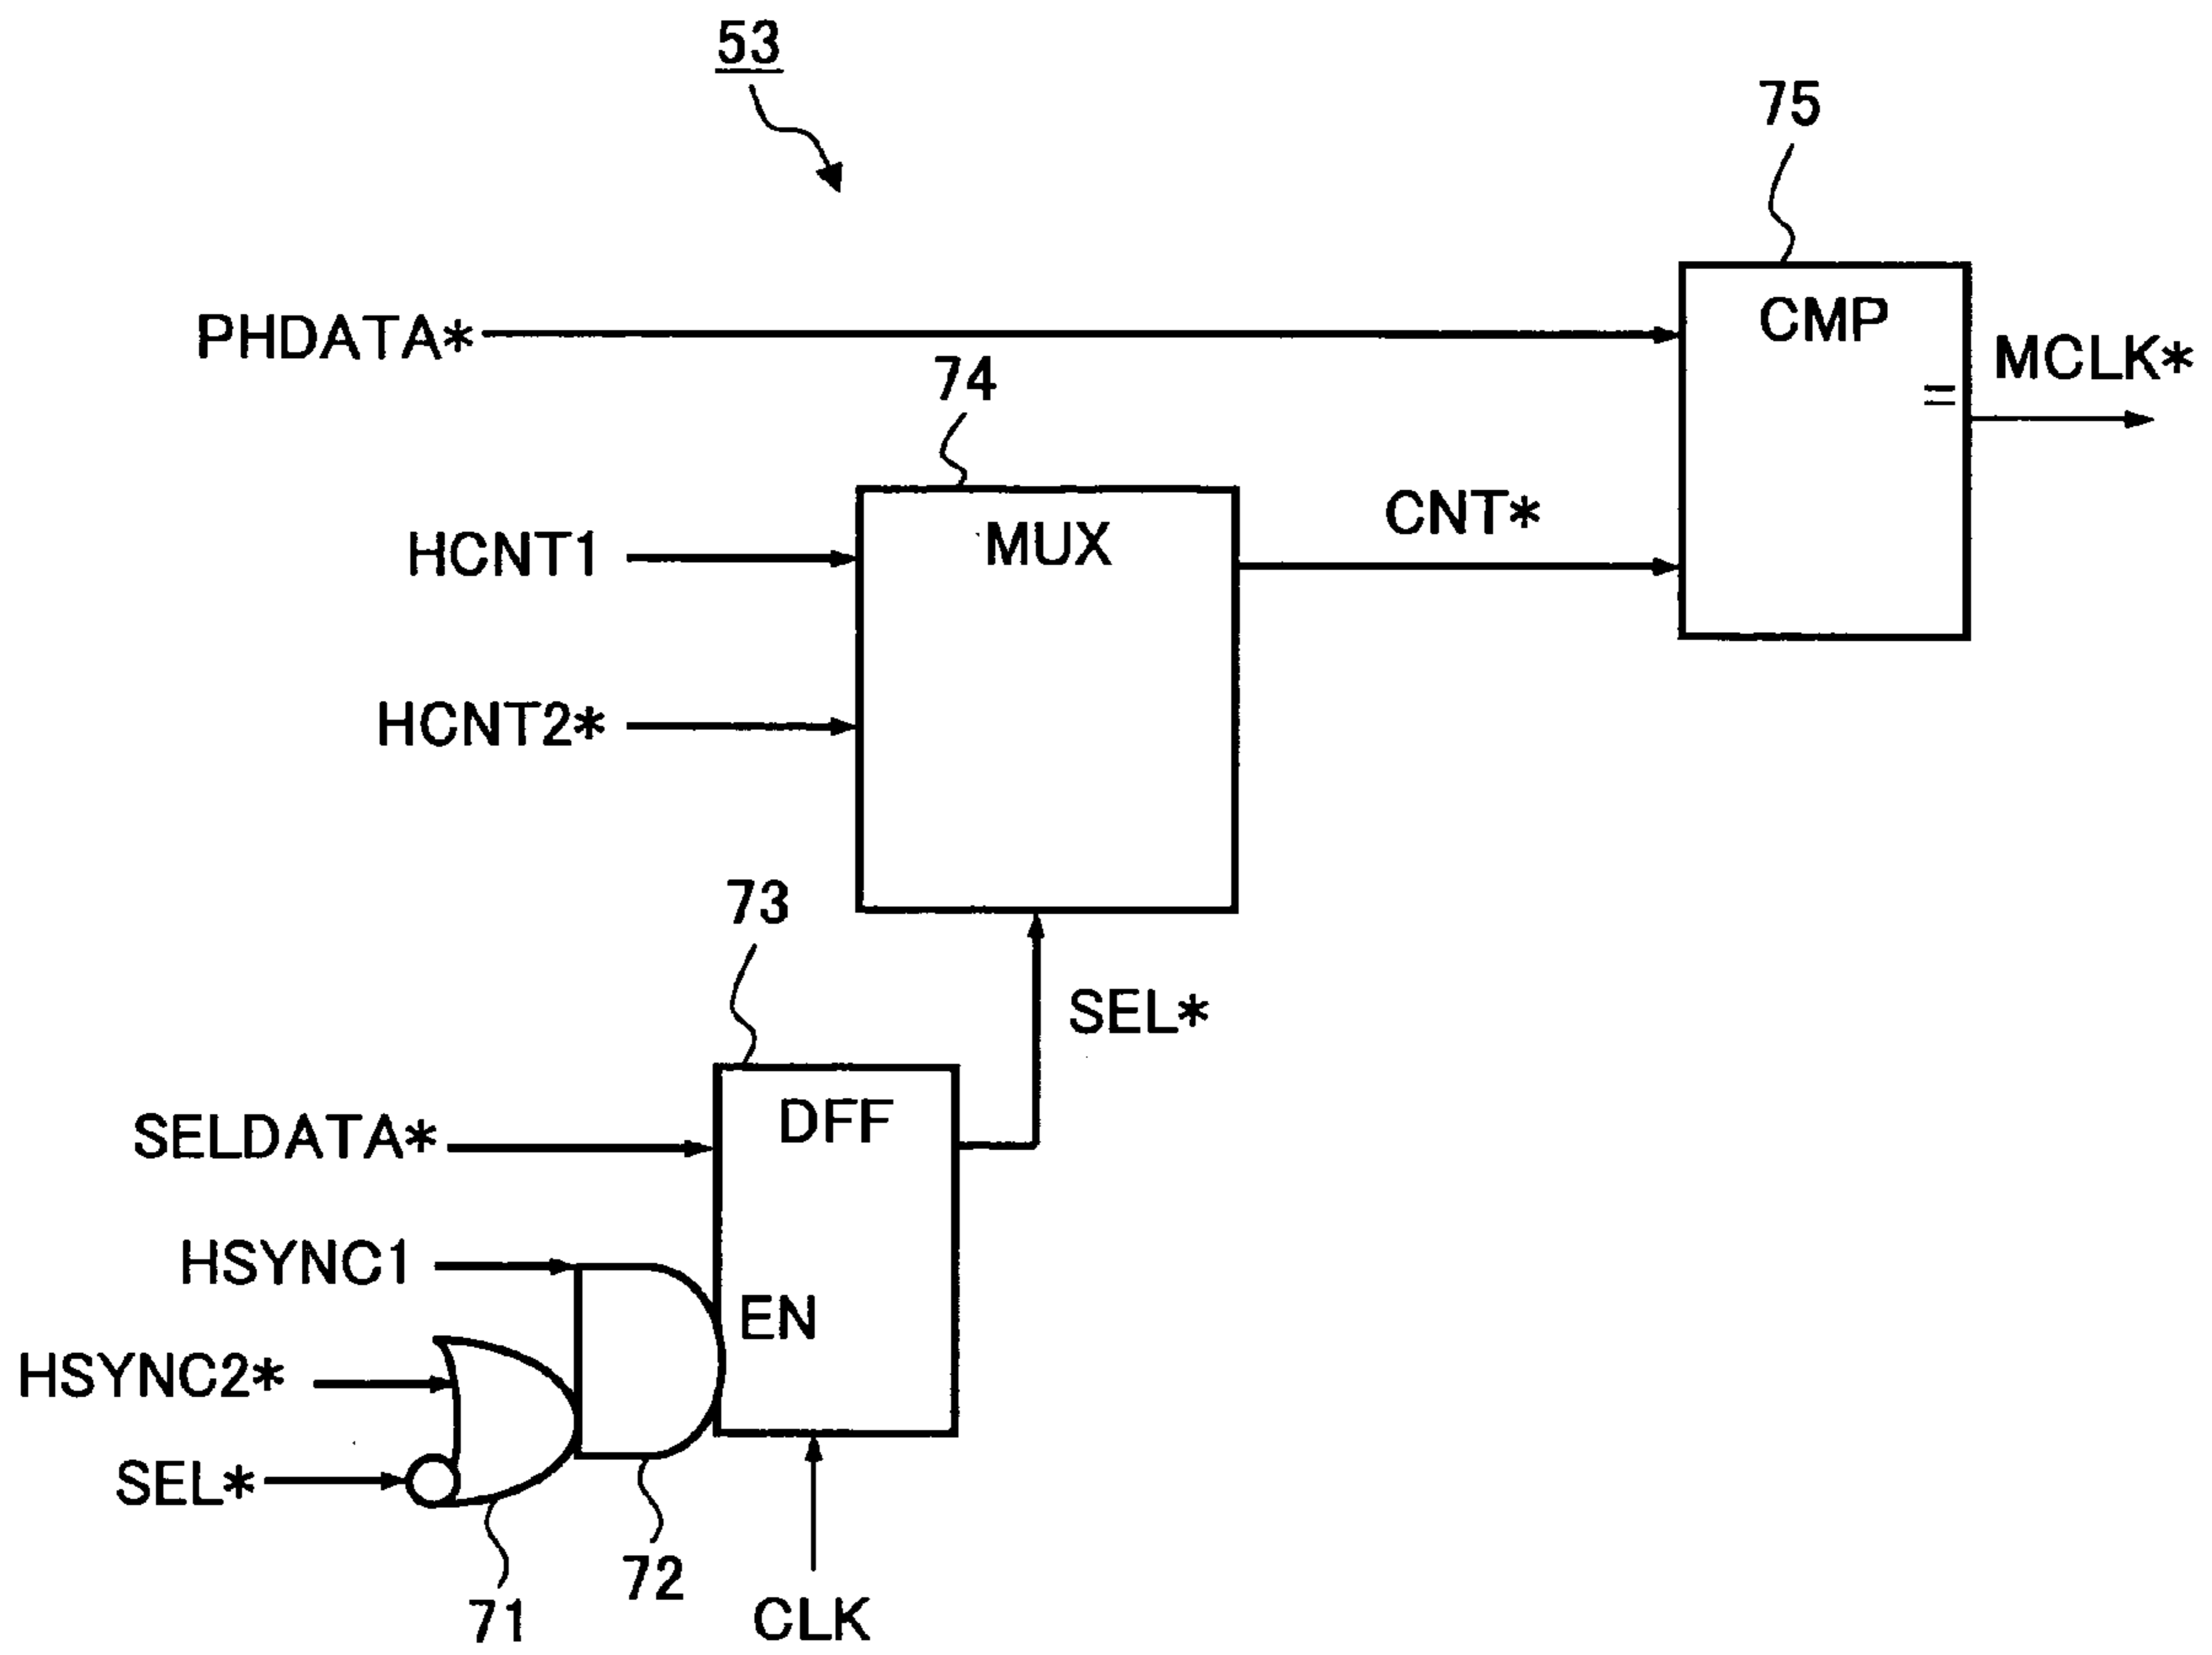 53
75
PHDATA*
CMP
=
MCLK*
74
HCNT1
MUX
CNT*
HCNT2*
73
SEL*
SELDATA*
DFF
HSYNC1
EN
HSYNC2*
SEL*
72
71
CLK